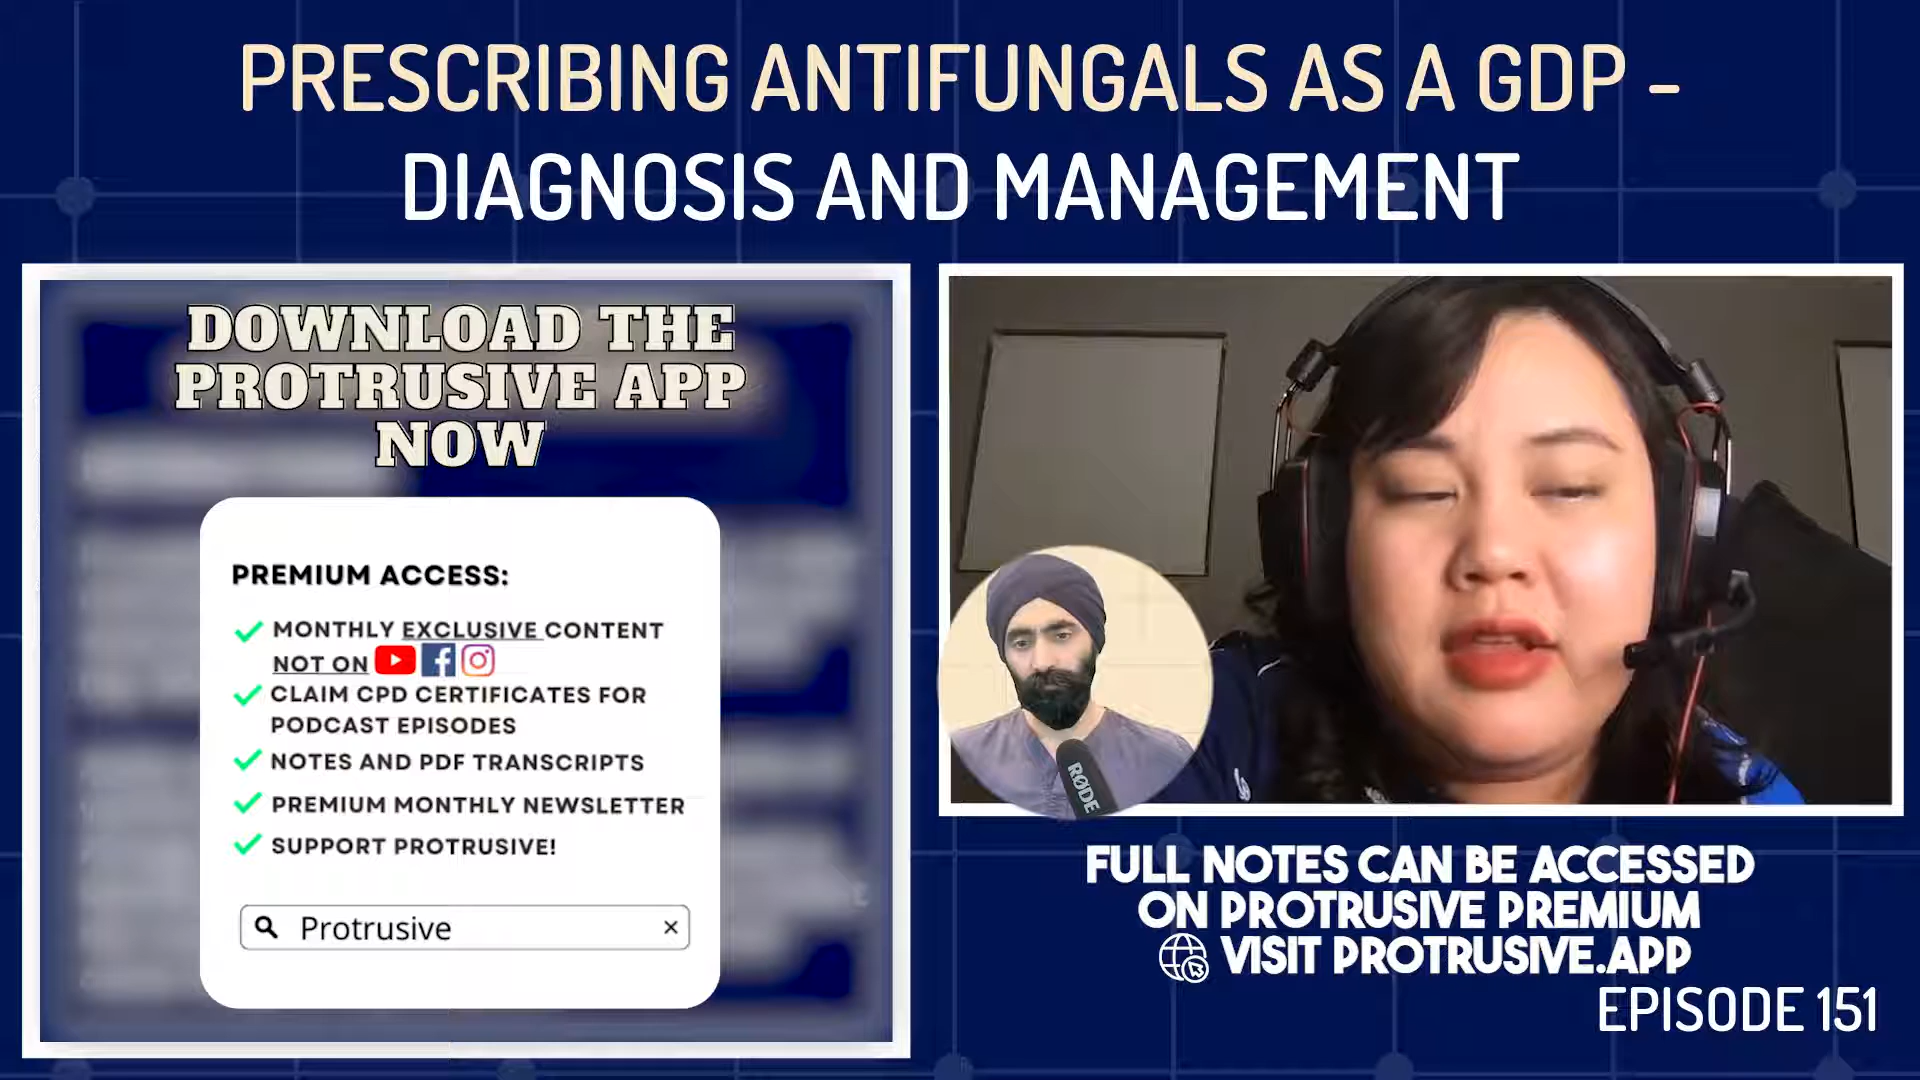 PRESCRIBING ANTIFUNGALS AS A GDP –
DIAGNOSIS AND MANAGEMENT
DOWNLOAD THE
PROTRUSIVE APP
NOW
PREMIUM ACCESS:
MONTHLY EXCLUSIVE CONTENT
NOT ON
CLAIM CPD CERTIFICATES FOR
PODCAST EPISODES
NOTES AND PDF TRANSCRIPTS
PREMIUM MONTHLY NEWSLETTER
SUPPORT PROTRUSIVE!
Protrusive
RØDE
FULL NOTES CAN BE ACCESSED
ON PROTRUSIVE PREMIUM
VISIT PROTRUSIVE.APP
EPISODE 151